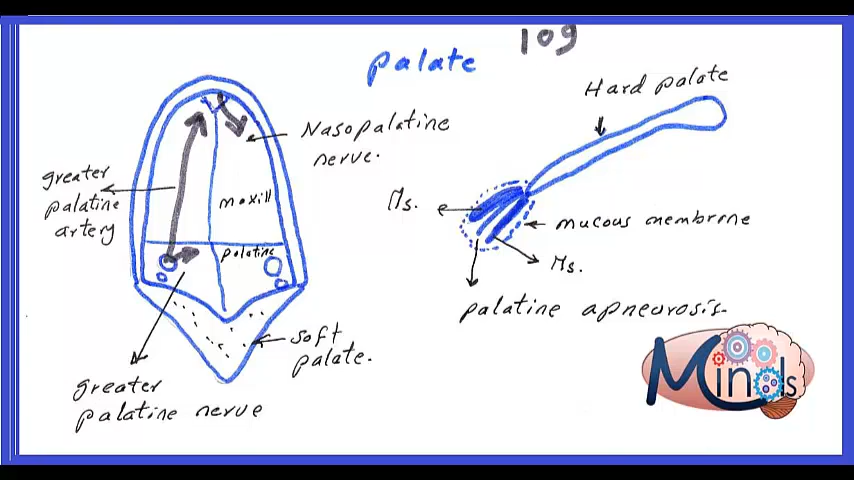 109
palate
Hard palate
Nasopalatine
nerve.
greater
palatine
artery
maxill
palatine
Ms.
mucous membrane
Ms.
palatine apneurosis.
soft
palate.
greater
palatine nerve
Minds